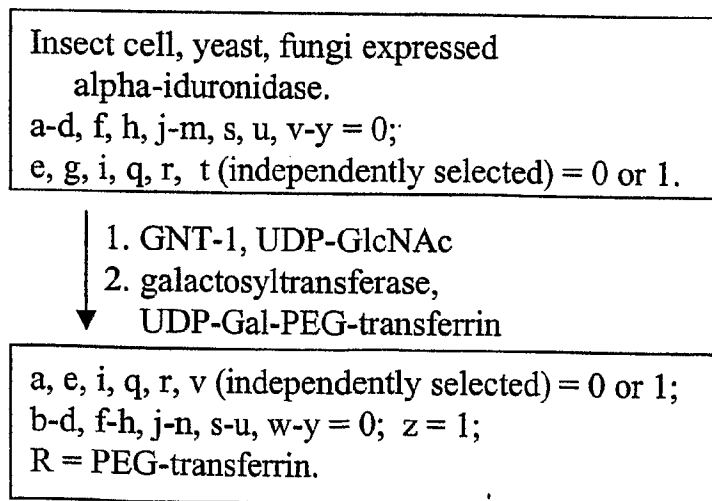 Insect cell, yeast, fungi expressed
alpha-iduronidase.
a-d, f, h, j-m, s, u, v-y = 0;
e, g, i, q, r, t (independently selected) = 0 or 1.
1. GNT-1, UDP-GlcNAc
2. galactosyltransferase,
UDP-Gal-PEG-transferrin
a, e, i, q, r, v (independently selected) = 0 or 1;
b-d, f-h, j-n, s-u, w-y = 0; z = 1;
R = PEG-transferrin.